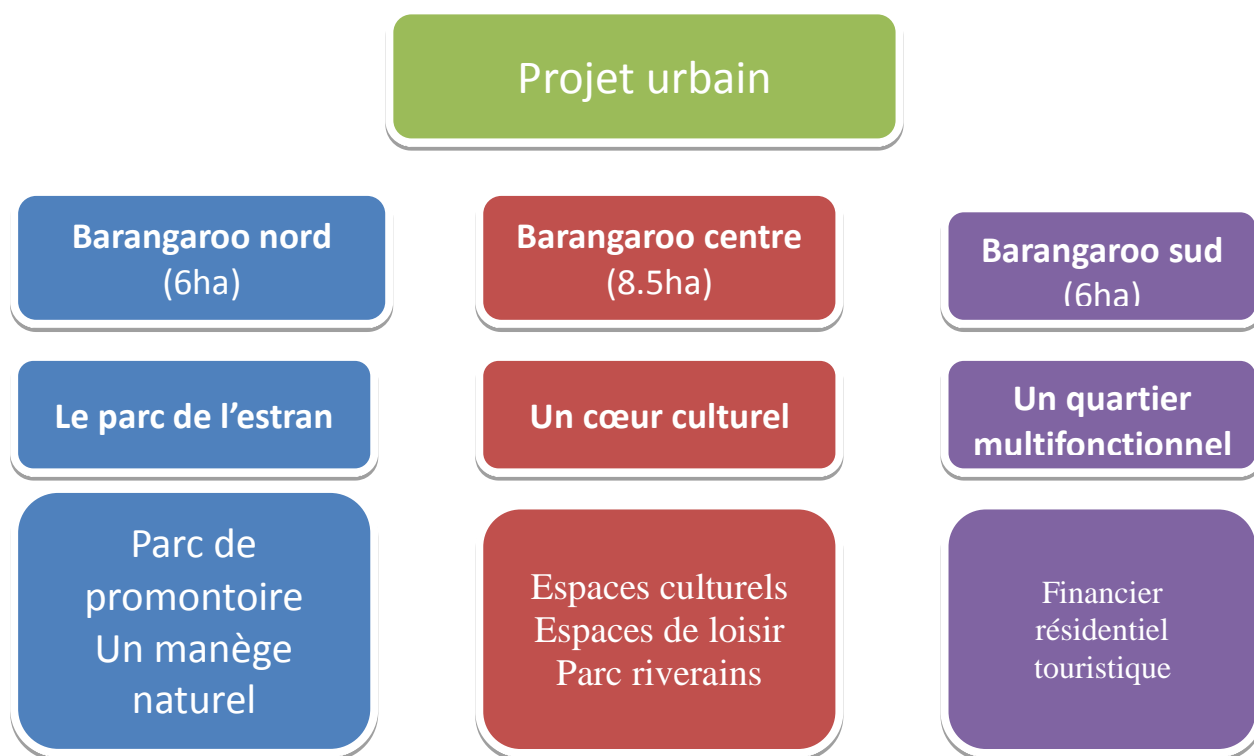 Projet urbain
Barangaroo nord
(6ha)
Le parc de l’estran
Parc de
promontoire
Un manège
naturel
Barangaroo centre
(8.5ha)
Un cœur culturel
Espaces culturels
Espaces de loisir
Parc riverains
Barangaroo sud
(6ha)
Un quartier
multifonctionnel
Financier
résidentiel
touristique